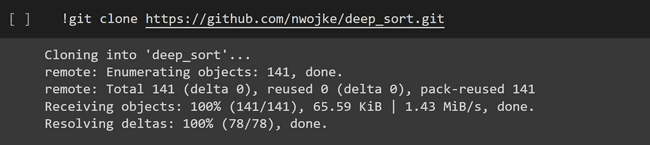 [ ] !git clone https://github.com/nwojke/deep_sort.git
Cloning into 'deep_sort'...
remote: Enumerating objects: 141, done.
remote: Total 141 (delta 0), reused 0 (delta 0), pack-reused 141
Receiving objects: 100% (141/141), 65.59 KiB | 1.43 MiB/s, done.
Resolving deltas: 100% (78/78), done.